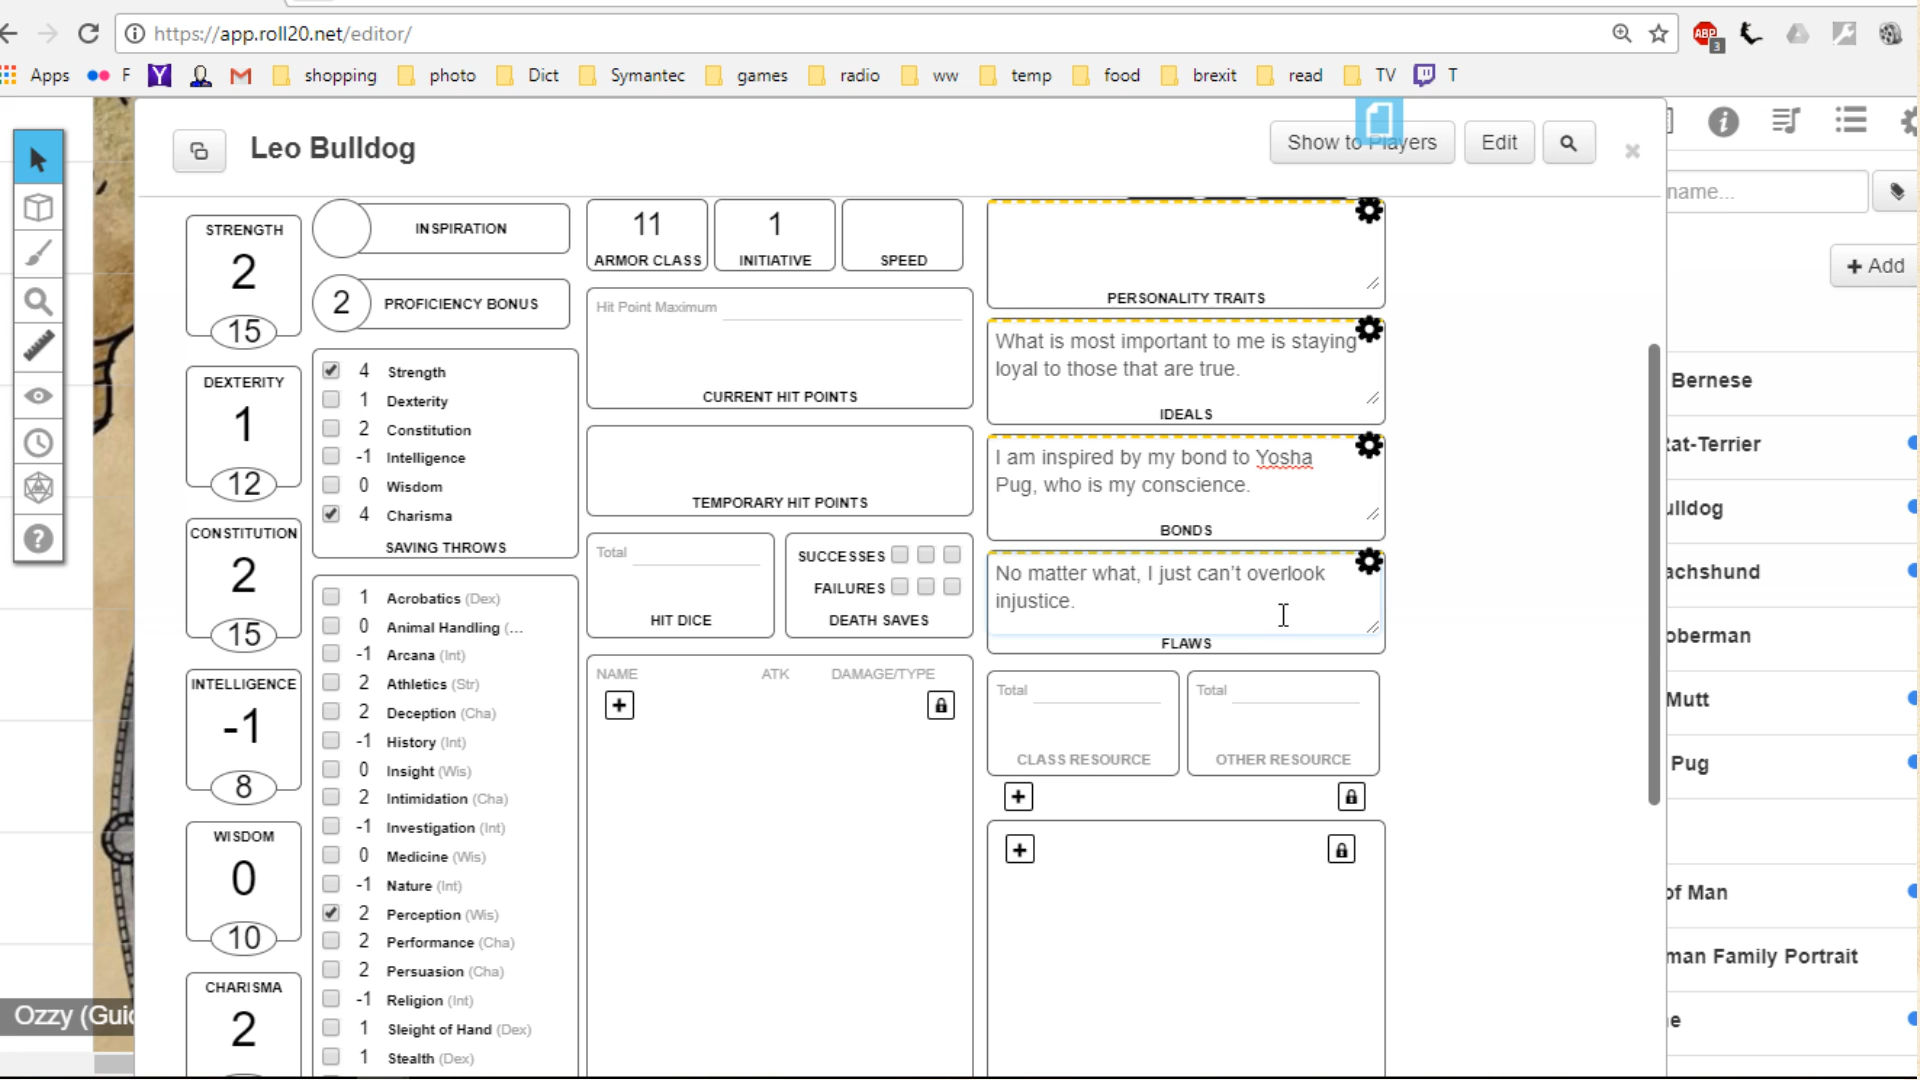 https://app.roll20.net/editor/
ABP
3
Apps
F
shopping
photo
Dict
Symantec
games
radio
ww
temp
food
brexit
read
TV
T
Leo Bulldog
Show to Players
Edit
name...
+ Add
STRENGTH
2
15
DEXTERITY
1
12
CONSTITUTION
2
15
INTELLIGENCE
-1
8
WISDOM
0
10
CHARISMA
2
INSPIRATION
2 PROFICIENCY BONUS
4 Strength
1 Dexterity
2 Constitution
-1 Intelligence
0 Wisdom
4 Charisma
SAVING THROWS
1 Acrobatics (Dex)
0 Animal Handling (...
-1 Arcana (Int)
2 Athletics (Str)
2 Deception (Cha)
-1 History (Int)
0 Insight (Wis)
2 Intimidation (Cha)
-1 Investigation (Int)
0 Medicine (Wis)
-1 Nature (Int)
2 Perception (Wis)
2 Performance (Cha)
2 Persuasion (Cha)
-1 Religion (Int)
1 Sleight of Hand (Dex)
1 Stealth (Dex)
11
ARMOR CLASS
1
INITIATIVE
SPEED
Hit Point Maximum
CURRENT HIT POINTS
TEMPORARY HIT POINTS
Total
HIT DICE
SUCCESSES
FAILURES
DEATH SAVES
NAME ATK DAMAGE/TYPE
PERSONALITY TRAITS
What is most important to me is staying
loyal to those that are true.
IDEALS
I am inspired by my bond to Yosha
Pug, who is my conscience.
BONDS
No matter what, I just can't overlook
injustice.
FLAWS
Total
CLASS RESOURCE
Total
OTHER RESOURCE
Bernese
Rat-Terrier
ulldog
achshund
oberman
Mutt
Pug
of Man
man Family Portrait
e
Ozzy (Guid